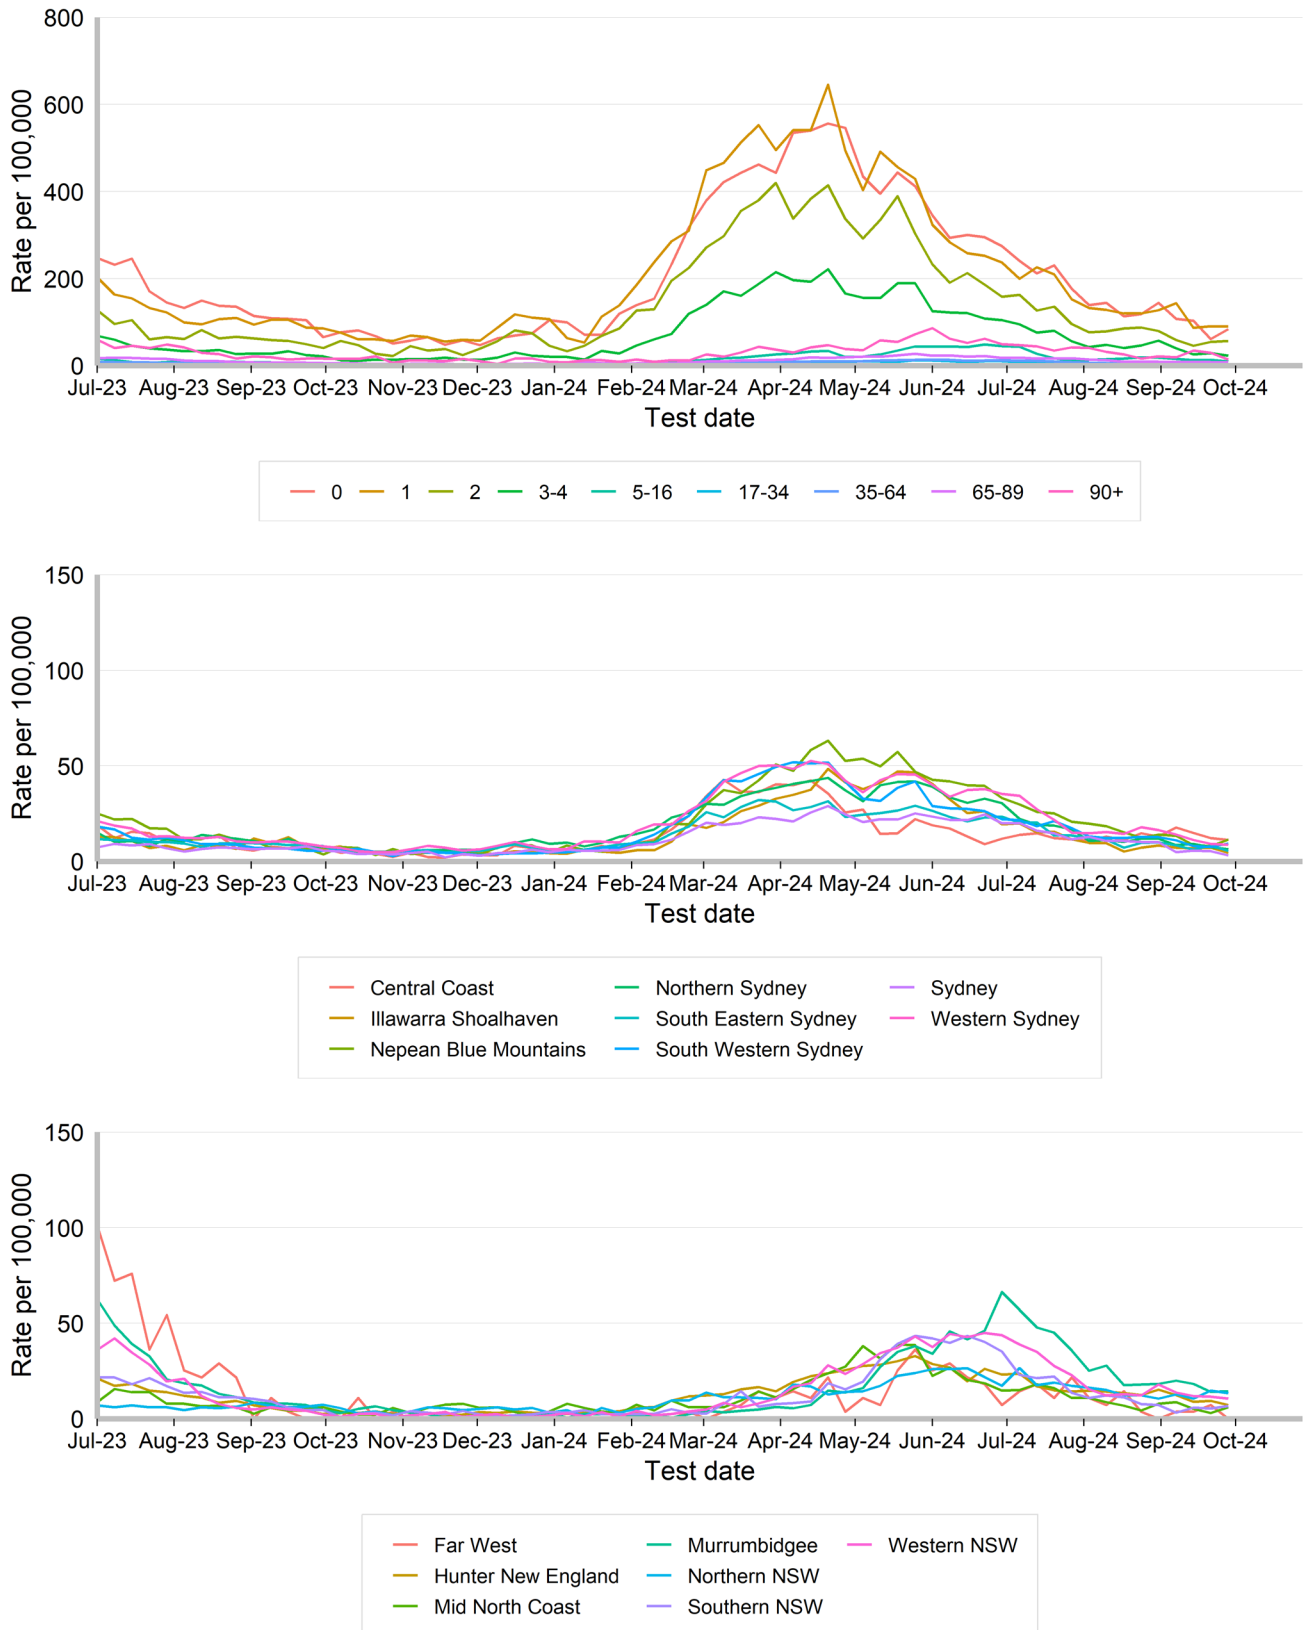 800
600
400
200
0
Rate per 100,000
Jul-23 Aug-23 Sep-23 Oct-23 Nov-23 Dec-23 Jan-24 Feb-24 Mar-24 Apr-24 May-24 Jun-24 Jul-24 Aug-24 Sep-24 Oct-24
Test date
0 1 2 3-4 5-16 17-34 35-64 65-89 90+
150
100
50
0
Rate per 100,000
Jul-23 Aug-23 Sep-23 Oct-23 Nov-23 Dec-23 Jan-24 Feb-24 Mar-24 Apr-24 May-24 Jun-24 Jul-24 Aug-24 Sep-24 Oct-24
Test date
Central Coast Northern Sydney Sydney
Illawarra Shoalhaven South Eastern Sydney Western Sydney
Nepean Blue Mountains South Western Sydney
150
100
50
0
Rate per 100,000
Jul-23 Aug-23 Sep-23 Oct-23 Nov-23 Dec-23 Jan-24 Feb-24 Mar-24 Apr-24 May-24 Jun-24 Jul-24 Aug-24 Sep-24 Oct-24
Test date
Far West Murrumbidgee Western NSW
Hunter New England Northern NSW
Mid North Coast Southern NSW